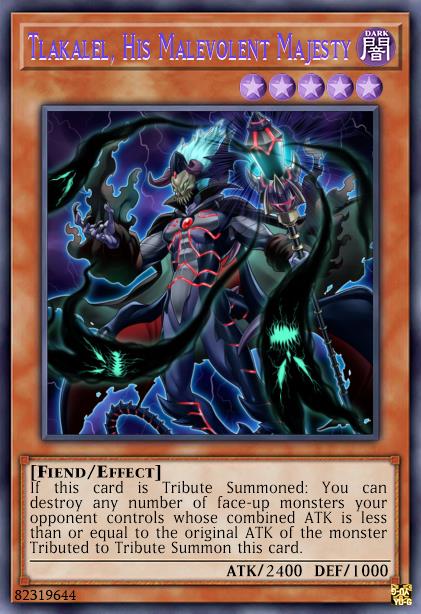 Tlakalel, His Malevolent Majesty
DARK
闇
[Fiend/Effect]
If this card is Tribute Summoned: You can
destroy any number of face-up monsters your
opponent controls whose combined ATK is less
than or equal to the original ATK of the monster
Tributed to Tribute Summon this card.
ATK/2400 DEF/1000
82319644